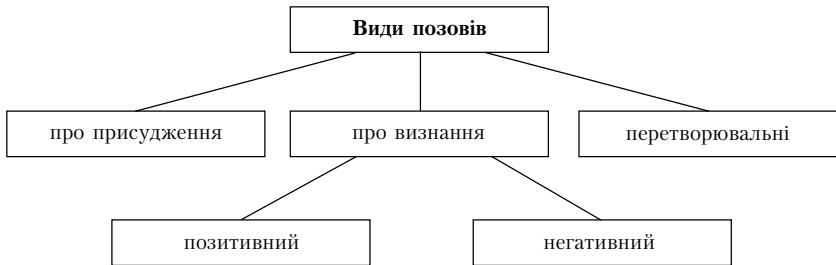 Види позовів
про присудження
про визнання
перетворювальні
позитивний
негативний